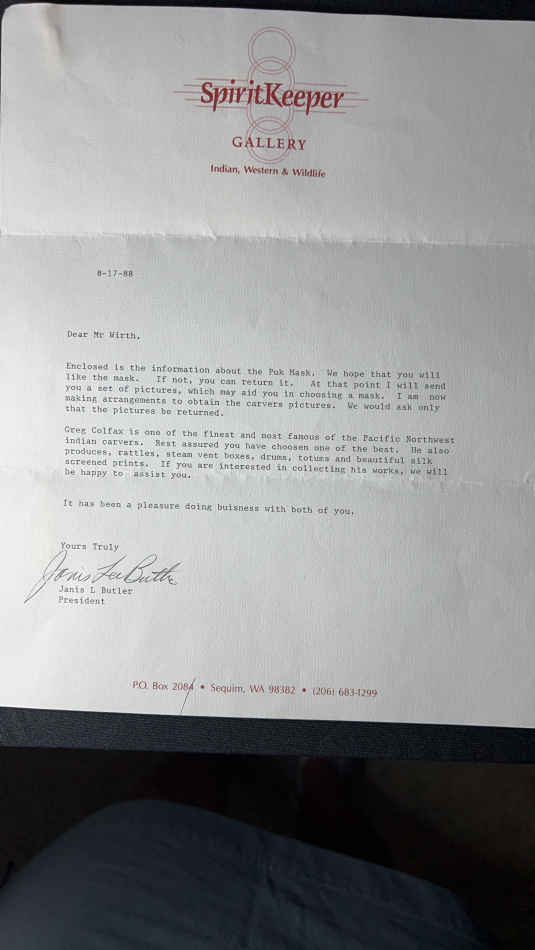 SpiritKeeper
GALLERY
Indian, Western & Wildlife
8-17-88
Dear Mr Wirth,
Enclosed is the information about the Puk Mask. We hope that you will
like the mask. If not, you can return it. At that point I will send
you a set of pictures, which may aid you in choosing a mask. I am now
making arrangements to obtain the carvers pictures. We would ask only
that the pictures be returned.
Greg Colfax is one of the finest and most famous of the Pacific Northwest
indian carvers. Rest assured you have choosen one of the best. He also
produces, rattles, steam vent boxes, drums, totums and beautiful silk
screened prints. If you are interested in collecting his works, we will
be happy to assist you.
It has been a pleasure doing buisness with both of you.
Yours Truly
Janis Lee Butler
Janis L Butler
President
P.O. Box 2084 • Sequim, WA 98382 • (206) 683-1299